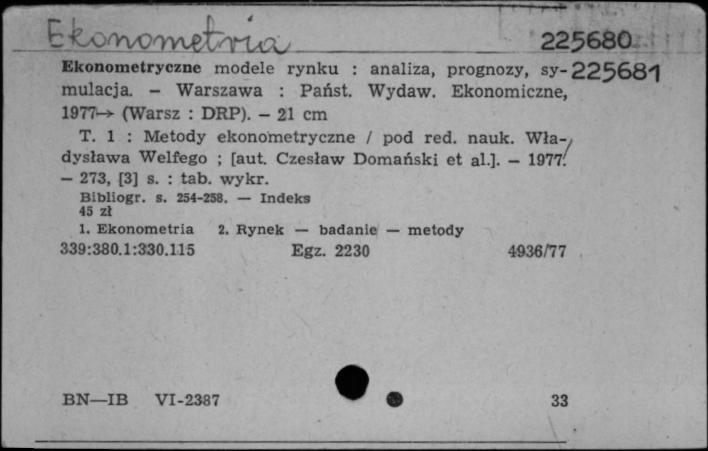 Ekonometria
225680
Ekonometryczne modele rynku : analiza, prognozy, sy- 225681
mulacja. — Warszawa : Państ. Wydaw. Ekonomiczne,
1977→ (Warsz : DRP). — 21 cm
T. 1 : Metody ekonometryczne / pod red. nauk. Wła-
dysława Welfego ; [aut. Czesław Domański et al.]. — 1977.
— 273, [3] s. : tab. wykr.
Bibliogr. s. 254-258. — Indeks
45 zł
1. Ekonometria 2. Rynek — badanie — metody
339:380.1:330.115 Egz. 2230 4936/77
BN—IB VI-2387 33